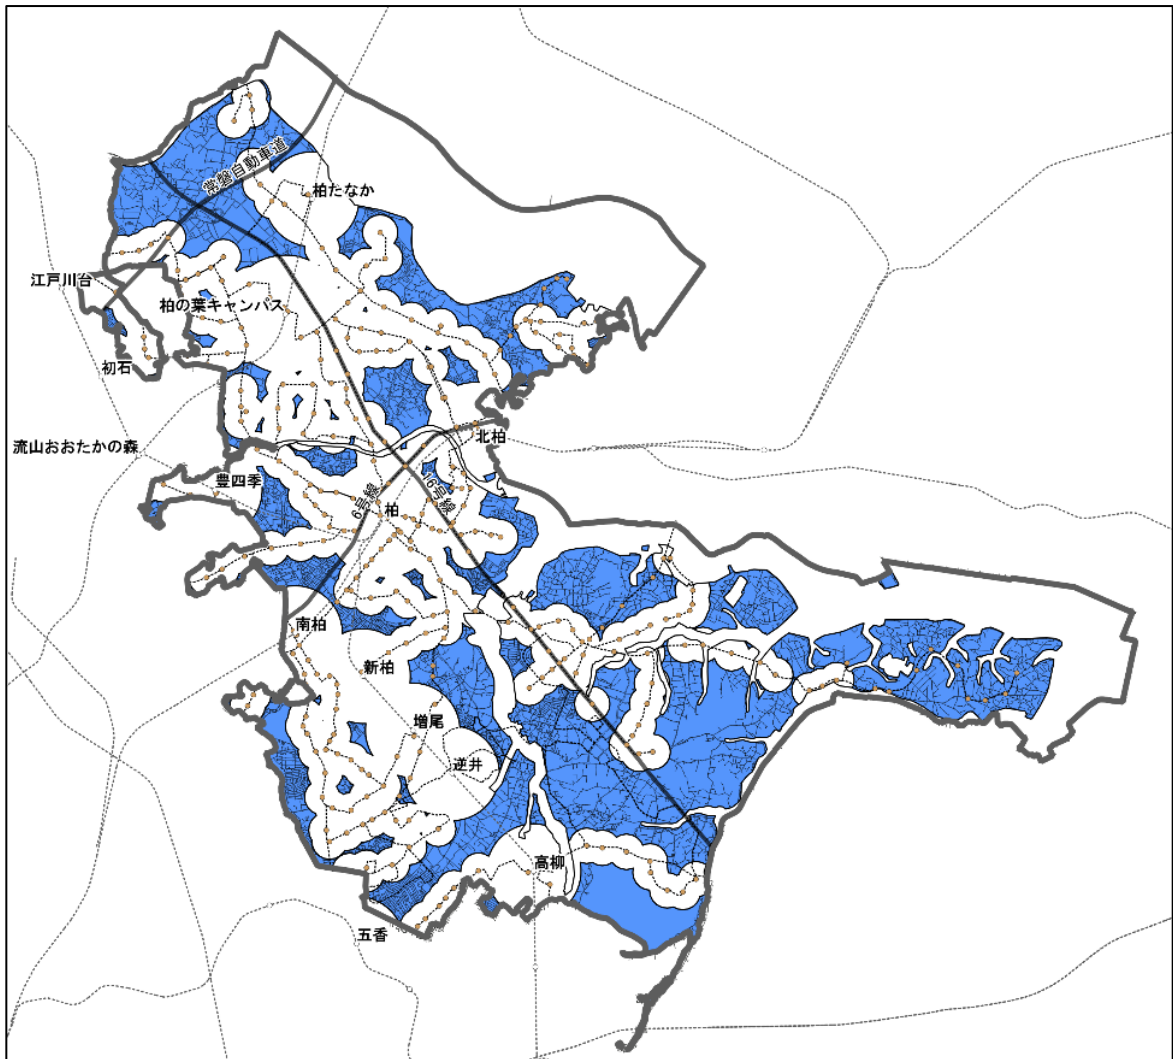 常磐自動車道
柏たなか
江戸川台
柏の葉キャンパス
初石
北柏
流山おおたかの森
豊四季
6号線
16号線
柏
南柏
新柏
増尾
逆井
高柳
五香